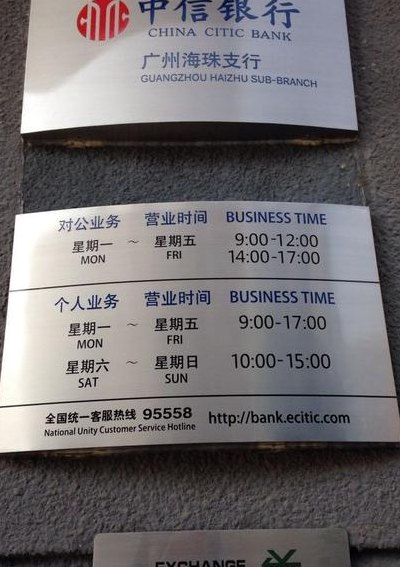 中信银行
CHINA CITIC BANK
广州海珠支行
GUANGZHOU HAIZHU SUB-BRANCH
对公业务 营业时间 BUSINESS TIME
星期一 ~ 星期五 9:00-12:00
MON FRI 14:00-17:00
个人业务 营业时间 BUSINESS TIME
星期一 ~ 星期五 9:00-17:00
MON FRI
星期六 ~ 星期日 10:00-15:00
SAT SUN
全国统一客服热线 95558 http://bank.ecitic.com
National Unity Customer Service Hotline
EXCHANGE